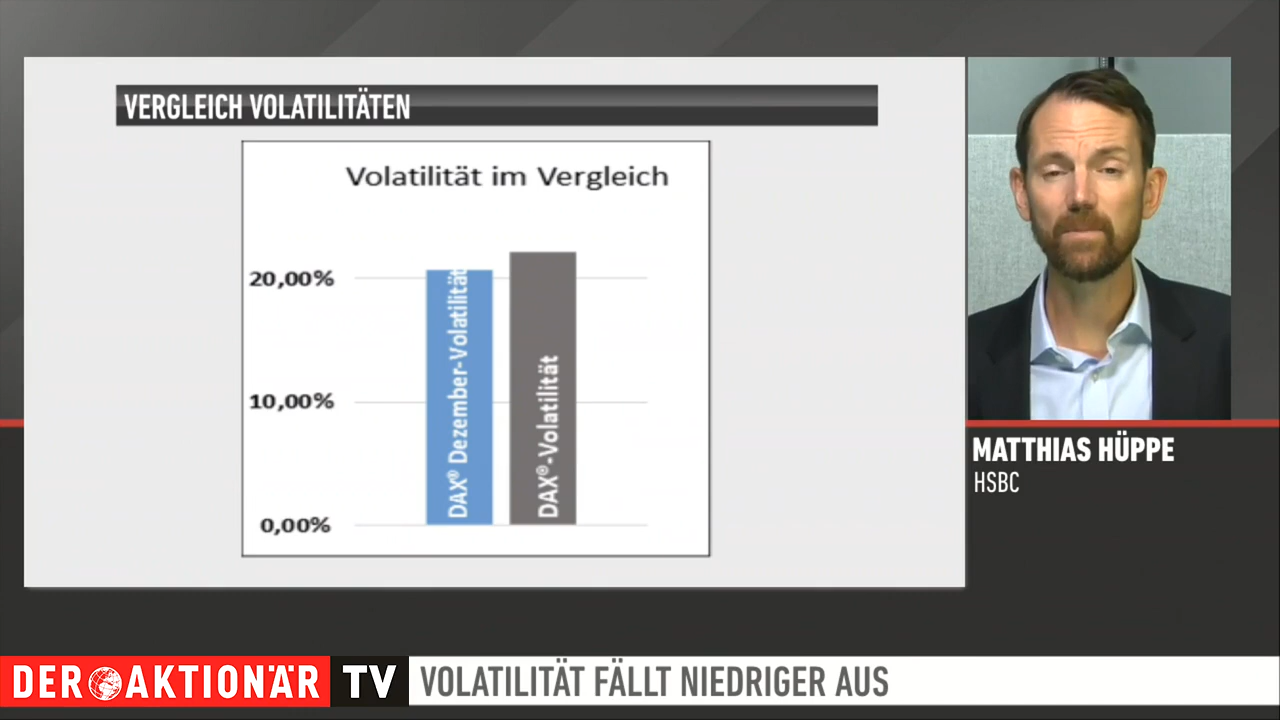 VERGLEICH VOLATILITÄTEN
Volatilität im Vergleich
20,00%
10,00%
0,00%
DAX® Dezember-Volatilität
DAX®-Volatilität
MATTHIAS HÜPPE
HSBC
DER AKTIONÄR TV
VOLATILITÄT FÄLLT NIEDRIGER AUS